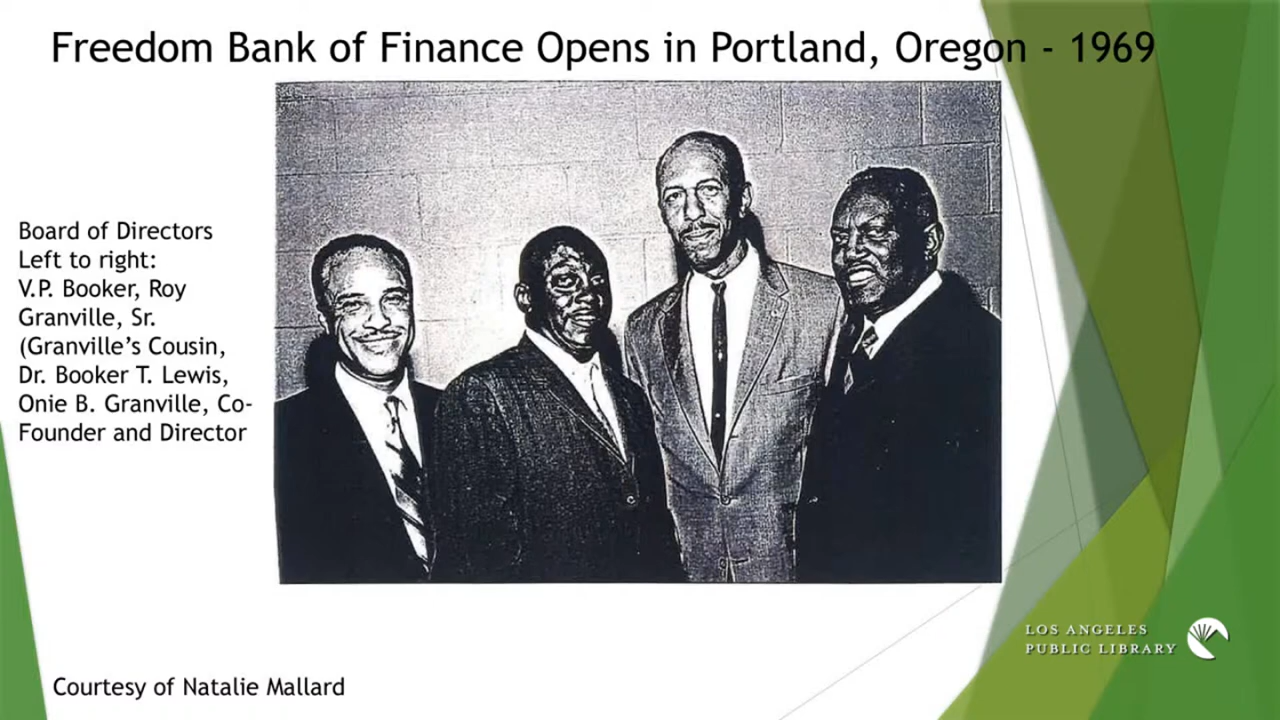 Freedom Bank of Finance Opens in Portland, Oregon - 1969
Board of Directors
Left to right:
V.P. Booker, Roy
Granville, Sr.
(Granville’s Cousin,
Dr. Booker T. Lewis,
Onie B. Granville, Co-
Founder and Director
LOS ANGELES
PUBLIC LIBRARY
Courtesy of Natalie Mallard